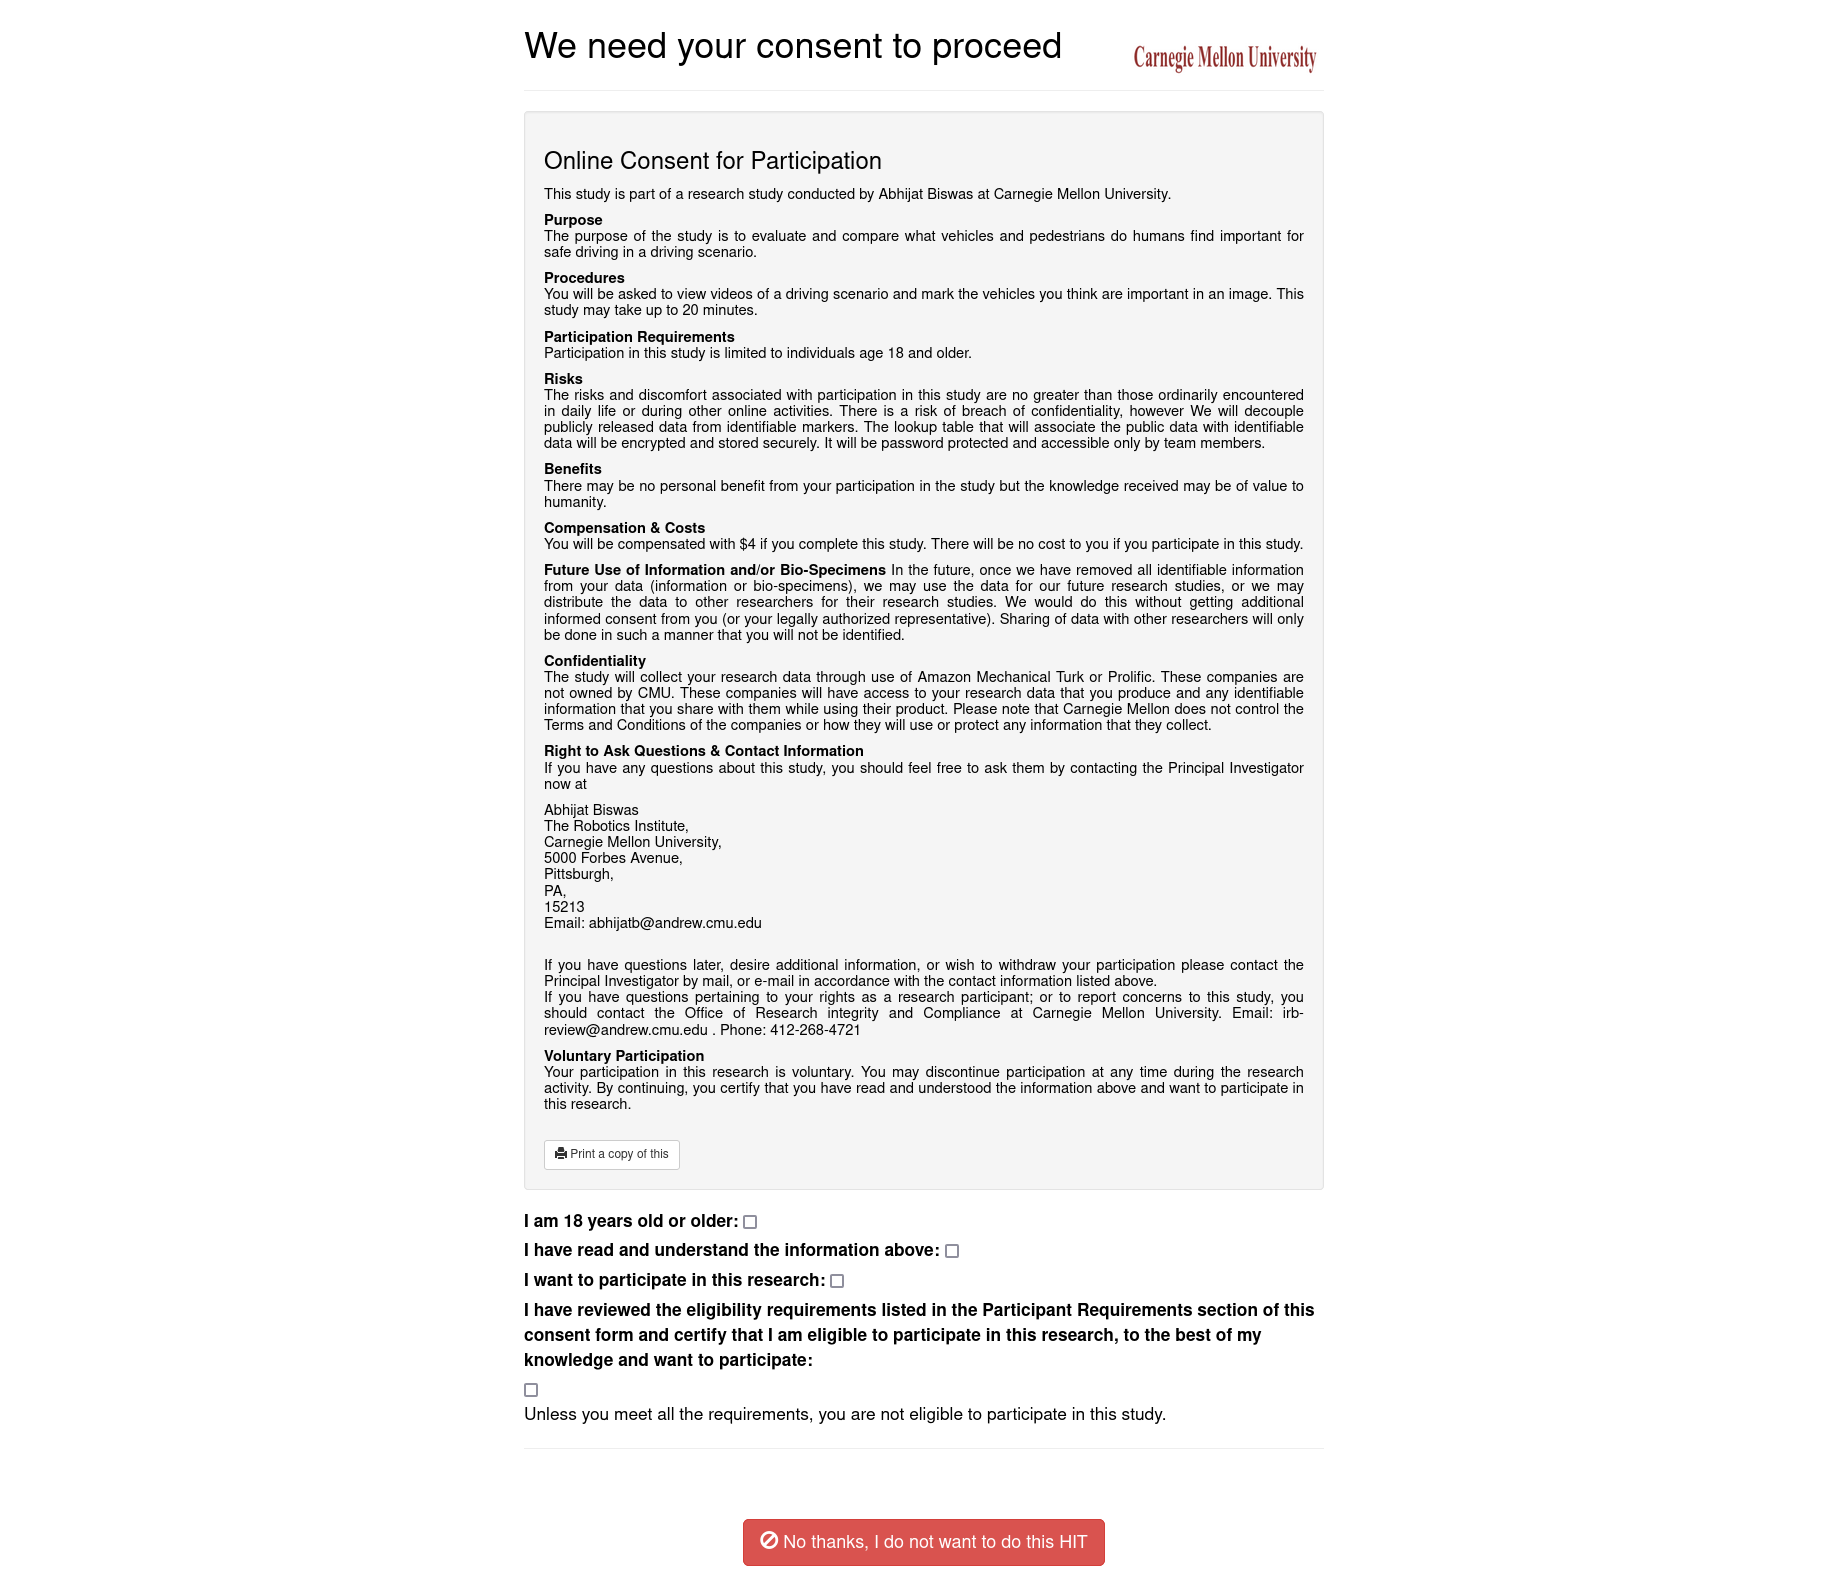 We need your consent to proceed
Carnegie Mellon University
Online Consent for Participation
This study is part of a research study conducted by Abhijat Biswas at Carnegie Mellon University.
Purpose
The purpose of the study is to evaluate and compare what vehicles and pedestrians do humans find important for
safe driving in a driving scenario.
Procedures
You will be asked to view videos of a driving scenario and mark the vehicles you think are important in an image. This
study may take up to 20 minutes.
Participation Requirements
Participation in this study is limited to individuals age 18 and older.
Risks
The risks and discomfort associated with participation in this study are no greater than those ordinarily encountered
in daily life or during other online activities. There is a risk of breach of confidentiality, however We will decouple
publicly released data from identifiable markers. The lookup table that will associate the public data with identifiable
data will be encrypted and stored securely. It will be password protected and accessible only by team members.
Benefits
There may be no personal benefit from your participation in the study but the knowledge received may be of value to
humanity.
Compensation & Costs
You will be compensated with $4 if you complete this study. There will be no cost to you if you participate in this study.
Future Use of Information and/or Bio-Specimens In the future, once we have removed all identifiable information
from your data (information or bio-specimens), we may use the data for our future research studies, or we may
distribute the data to other researchers for their research studies. We would do this without getting additional
informed consent from you (or your legally authorized representative). Sharing of data with other researchers will only
be done in such a manner that you will not be identified.
Confidentiality
The study will collect your research data through use of Amazon Mechanical Turk or Prolific. These companies are
not owned by CMU. These companies will have access to your research data that you produce and any identifiable
information that you share with them while using their product. Please note that Carnegie Mellon does not control the
Terms and Conditions of the companies or how they will use or protect any information that they collect.
Right to Ask Questions & Contact Information
If you have any questions about this study, you should feel free to ask them by contacting the Principal Investigator
now at
Abhijat Biswas
The Robotics Institute,
Carnegie Mellon University,
5000 Forbes Avenue,
Pittsburgh,
PA,
15213
Email: abhijatb@andrew.cmu.edu
If you have questions later, desire additional information, or wish to withdraw your participation please contact the
Principal Investigator by mail, or e-mail in accordance with the contact information listed above.
If you have questions pertaining to your rights as a research participant; or to report concerns to this study, you
should contact the Office of Research integrity and Compliance at Carnegie Mellon University. Email: irb-
review@andrew.cmu.edu . Phone: 412-268-4721
Voluntary Participation
Your participation in this research is voluntary. You may discontinue participation at any time during the research
activity. By continuing, you certify that you have read and understood the information above and want to participate in
this research.
Print a copy of this
I am 18 years old or older:
I have read and understand the information above:
I want to participate in this research:
I have reviewed the eligibility requirements listed in the Participant Requirements section of this
consent form and certify that I am eligible to participate in this research, to the best of my
knowledge and want to participate:
Unless you meet all the requirements, you are not eligible to participate in this study.
No thanks, I do not want to do this HIT